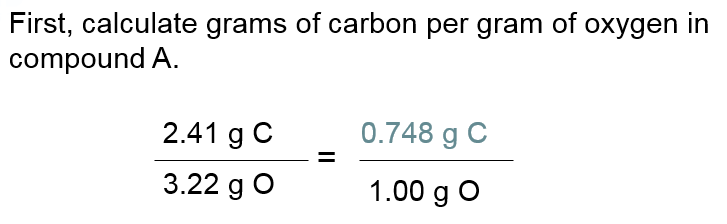 First, calculate grams of carbon per gram of oxygen in
compound A.
2.41 g C
3.22 g O
=
0.748 g C
1.00 g O